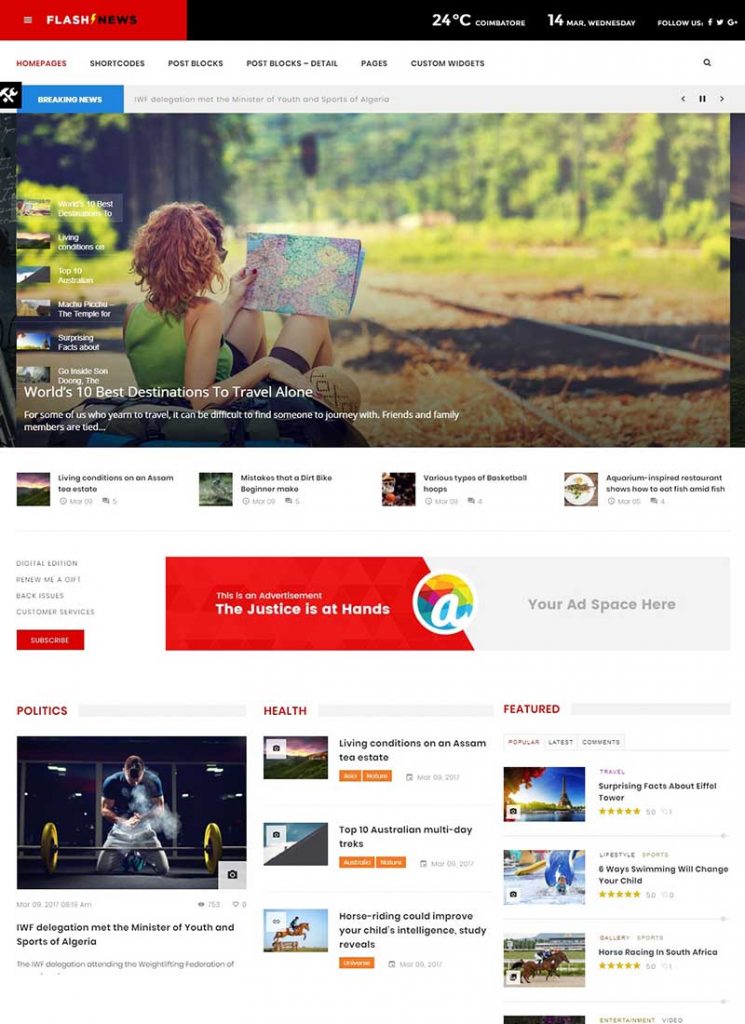 FLASH NEWS
24°C COIMBATORE
14 MAR, WEDNESDAY
FOLLOW US:
HOMEPAGES
SHORTCODES
POST BLOCKS
POST BLOCKS – DETAIL
PAGES
CUSTOM WIDGETS
BREAKING NEWS
IWF delegation met the Minister of Youth and Sports of Algeria
World's 10 Best
Destinations To
Living
conditions on
Top 10
Australian
Machu Picchu –
The Temple for
Surprising
Facts about
Go Inside Son
Doong, The
World's 10 Best Destinations To Travel Alone
For some of us who yearn to travel, it can be difficult to find someone to journey with. Friends and family
members are tied...
Living conditions on an Assam
tea estate
Mar 09 5
Mistakes that a Dirt Bike
Beginner make
Mar 09 5
Various types of Basketball
hoops
Mar 09 4
Aquarium-inspired restaurant
shows how to eat fish amid fish
Mar 05 4
DIGITAL EDITION
RENEW ME A GIFT
BACK ISSUES
CUSTOMER SERVICES
SUBSCRIBE
This is an Advertisement
The Justice is at Hands
a
Your Ad Space Here
POLITICS
Mar 09, 2017 08:19 Am 753 0
IWF delegation met the Minister of Youth and
Sports of Algeria
The IWF delegation attending the Weightlifting Federation of
HEALTH
Living conditions on an Assam
tea estate
Asia Nature Mar 09, 2017
Top 10 Australian multi-day
treks
Australia Nature Mar 09, 2017
Horse-riding could improve
your child's intelligence, study
reveals
Universe Mar 09, 2017
FEATURED
POPULAR LATEST COMMENTS
TRAVEL
Surprising Facts About Eiffel
Tower
5.0 1
LIFESTYLE SPORTS
6 Ways Swimming Will Change
Your Child
5.0 0
GALLERY SPORTS
Horse Racing In South Africa
5.0 1
ENTERTAINMENT VIDEO